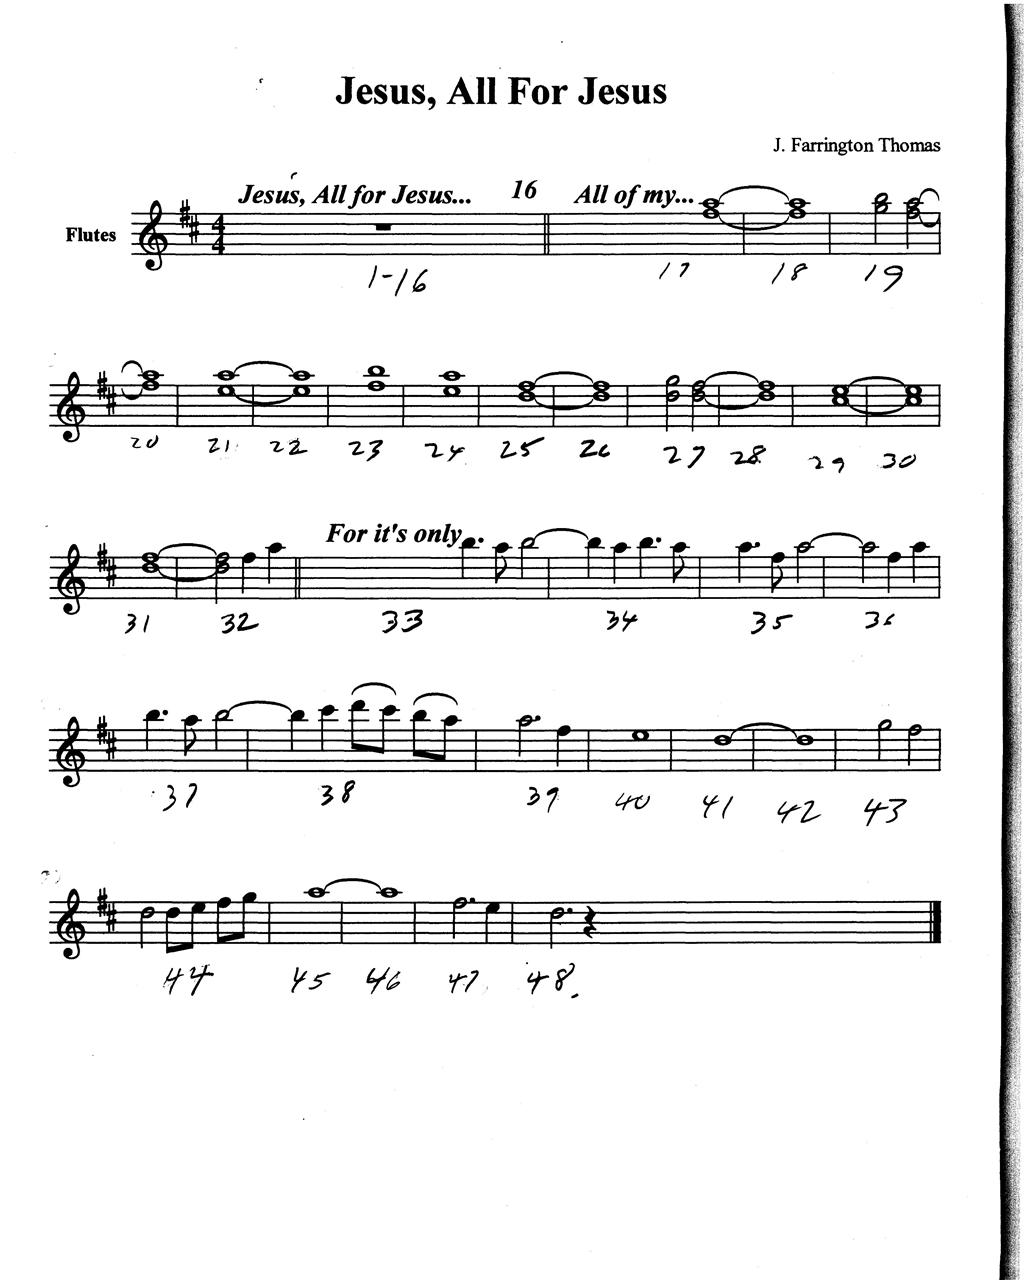 Jesus, All For Jesus
J. Farrington Thomas
Jesus, All for Jesus... 16 All of my...
Flutes
4
4
1-16 17 18 19
20 21 22 23 24 25 26 27 28 29 30
For it's only
31 32 33 34 35 36
37 38 39 40 41 42 43
44 45 46 47 48.